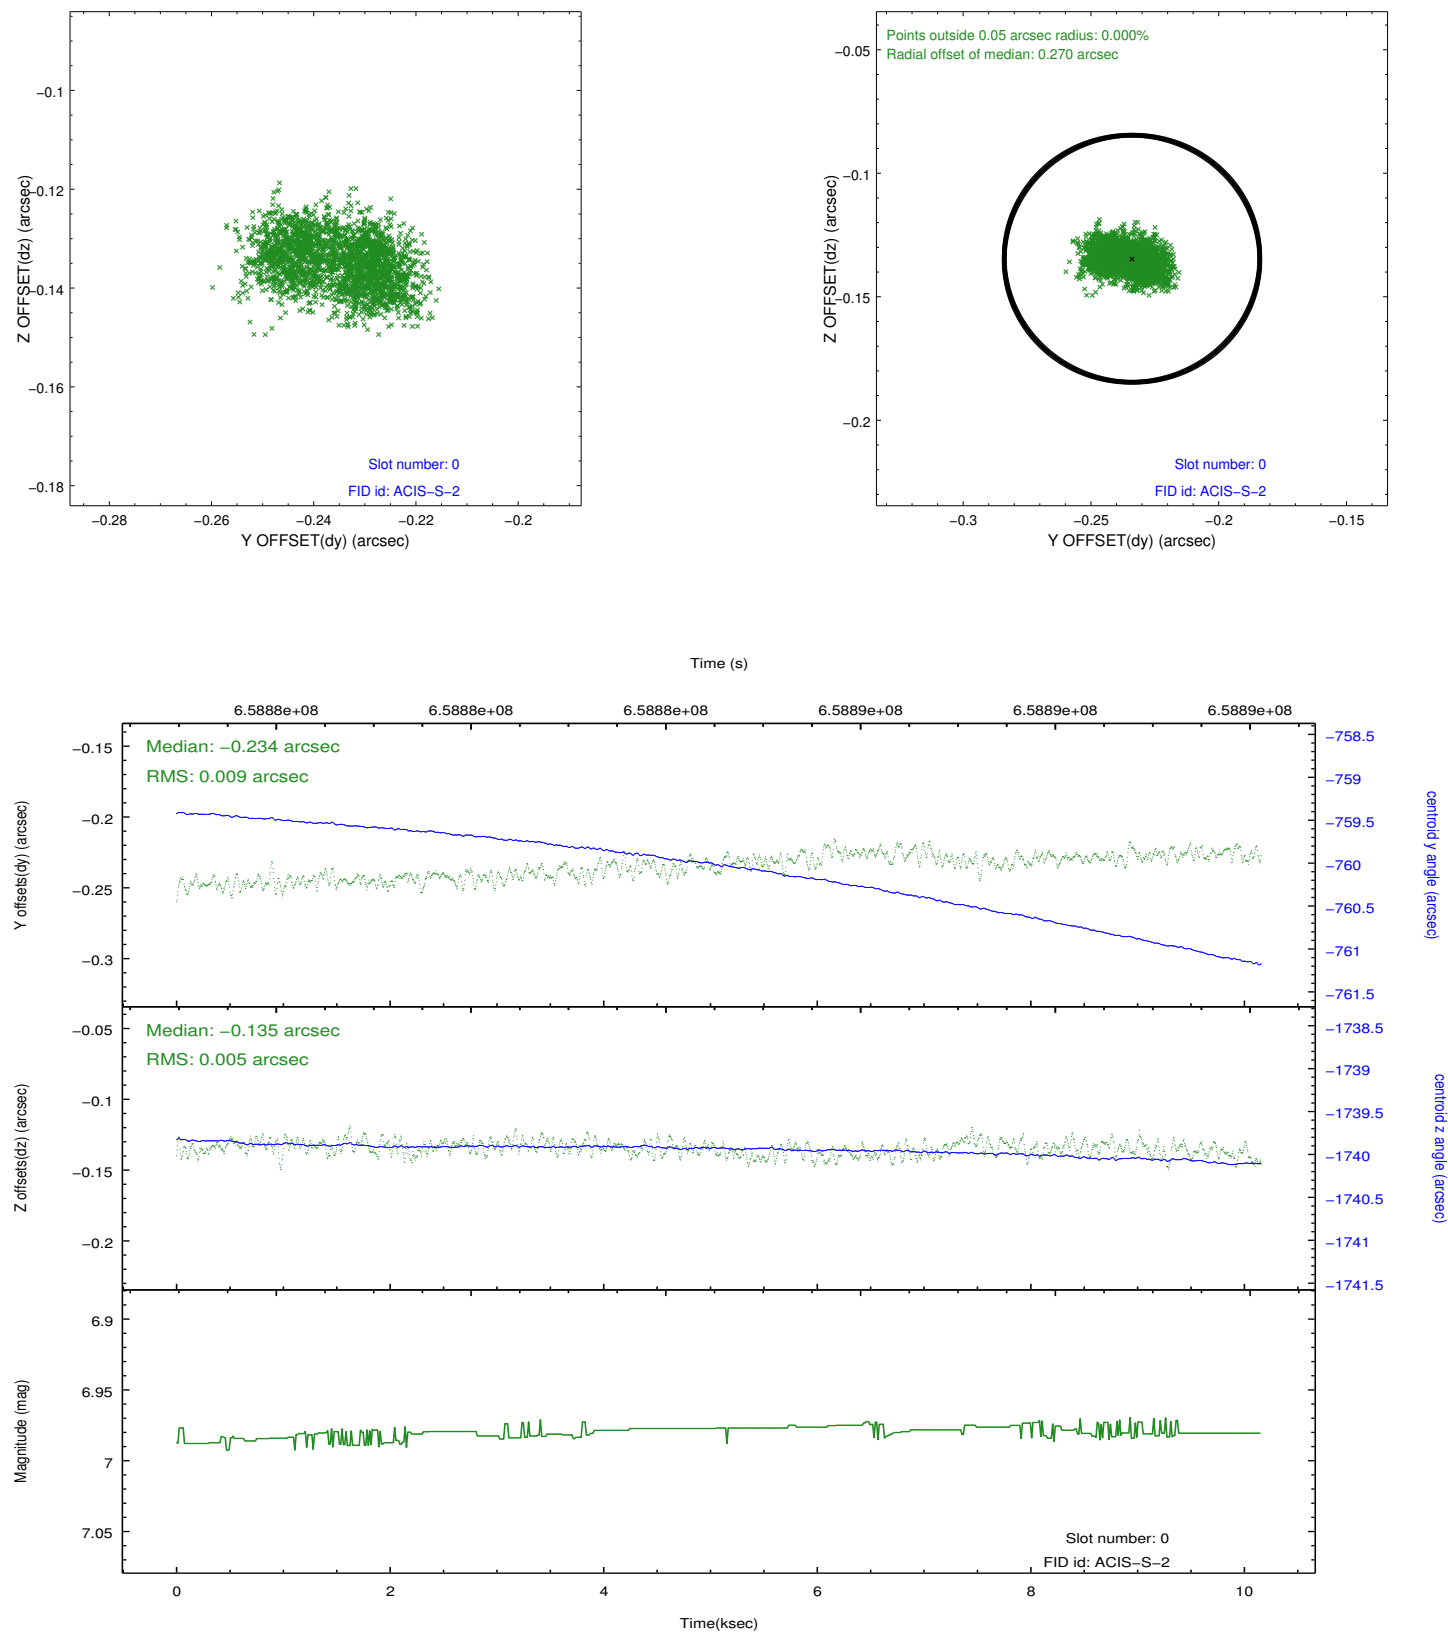 −0.1
−0.12
−0.14
−0.16
−0.18
Z OFFSET(dz) (arcsec)
Slot number: 0
FID id: ACIS−S−2
−0.28
−0.26
−0.24
−0.22
−0.2
Y OFFSET(dy) (arcsec)
Points outside 0.05 arcsec radius: 0.000%
Radial offset of median: 0.270 arcsec
−0.05
−0.1
−0.15
−0.2
Z OFFSET(dz) (arcsec)
Slot number: 0
FID id: ACIS−S−2
−0.3
−0.25
−0.2
−0.15
Y OFFSET(dy) (arcsec)
Time (s)
6.5888e+08
6.5888e+08
6.5888e+08
6.5889e+08
6.5889e+08
6.5889e+08
Median: −0.234 arcsec
RMS: 0.009 arcsec
−0.15
−0.2
−0.25
−0.3
Y offsets(dy) (arcsec)
−758.5
−759
−759.5
−760
−760.5
−761
−761.5
centroid y angle (arcsec)
Median: −0.135 arcsec
RMS: 0.005 arcsec
−0.05
−0.1
−0.15
−0.2
Z offsets(dz) (arcsec)
−1738.5
−1739
−1739.5
−1740
−1740.5
−1741
−1741.5
centroid z angle (arcsec)
6.9
6.95
7
7.05
Magnitude (mag)
Slot number: 0
FID id: ACIS−S−2
0
2
4
6
8
10
Time(ksec)